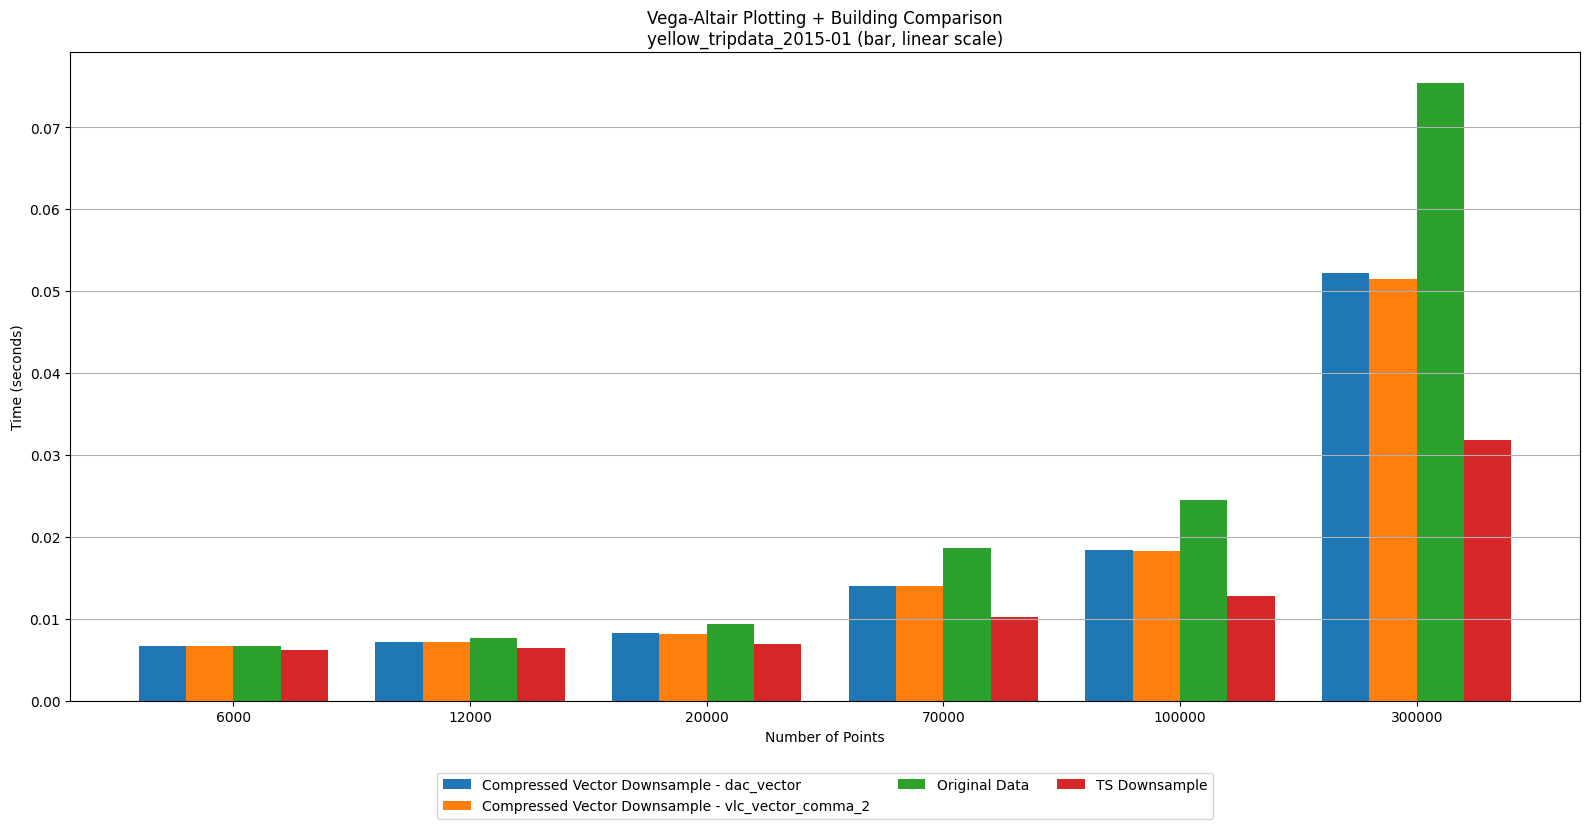 Vega-Altair Plotting + Building Comparison
yellow_tripdata_2015-01 (bar, linear scale)
0.07
0.06
0.05
0.04
0.03
0.02
0.01
0.00
Time (seconds)
6000 12000 20000 70000 100000 300000
Number of Points
Compressed Vector Downsample - dac_vector
Compressed Vector Downsample - vlc_vector_comma_2
Original Data
TS Downsample